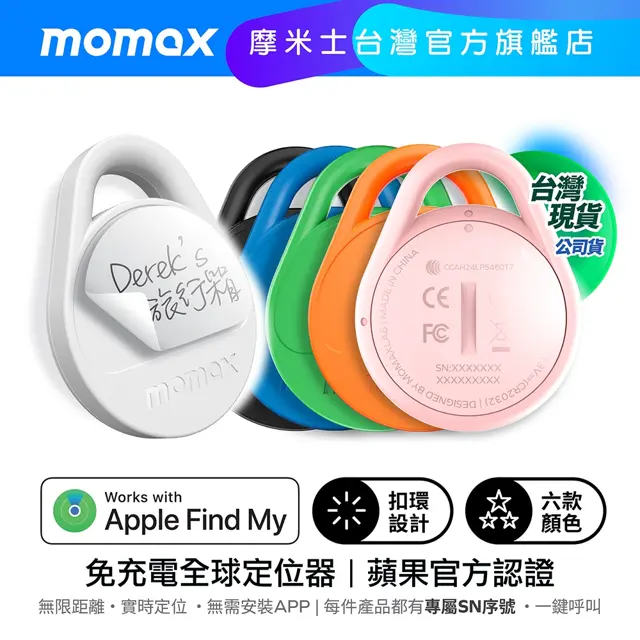 momax
摩米士台灣官方旗艦店
台灣
現貨
公司貨
Derek's
旅行箱
momax
CCAH24LP5460T7
CE
FC
SN:XXXXXXXX
XXXXXXXXX
DESIGNED BY MOMAXLAB | MADE IN CHINA
(CR2032) |
Works with
Apple Find My
扣環
設計
六款
顏色
免充電全球定位器 | 蘋果官方認證
無限距離・實時定位 ・無需安裝APP | 每件產品都有專屬SN序號 ・一鍵呼叫